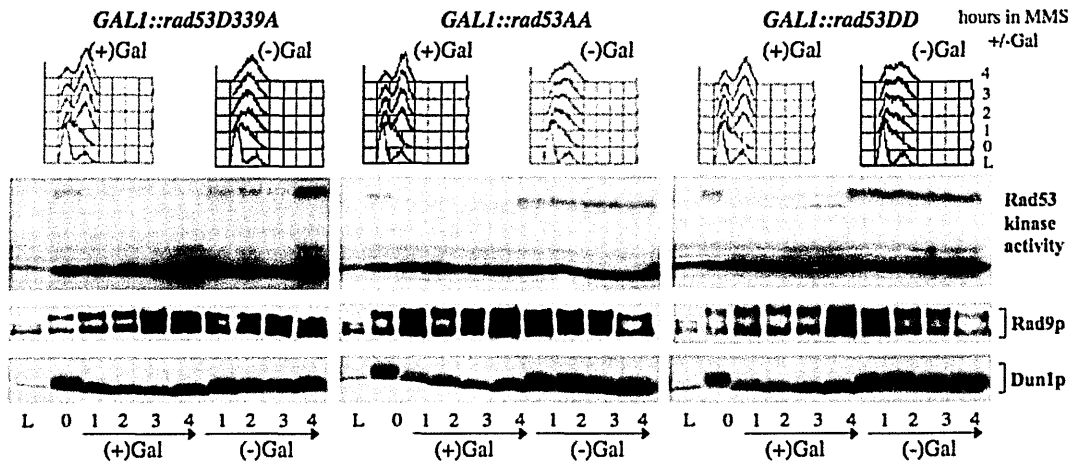 GAL1::rad53D339A GAL1::rad53AA GAL1::rad53DD hours in MMS
+/-Gal
(+)Gal (-)Gal (+)Gal (-)Gal (+)Gal (-)Gal
4
3
2
1
0
L
Rad53
kinase
activity
Rad9p
Dun1p
L 0 1 2 3 4 1 2 3 4 L 0 1 2 3 4 1 2 3 4 L 0 1 2 3 4 1 2 3 4
(+)Gal (-)Gal (+)Gal (-)Gal (+)Gal (-)Gal